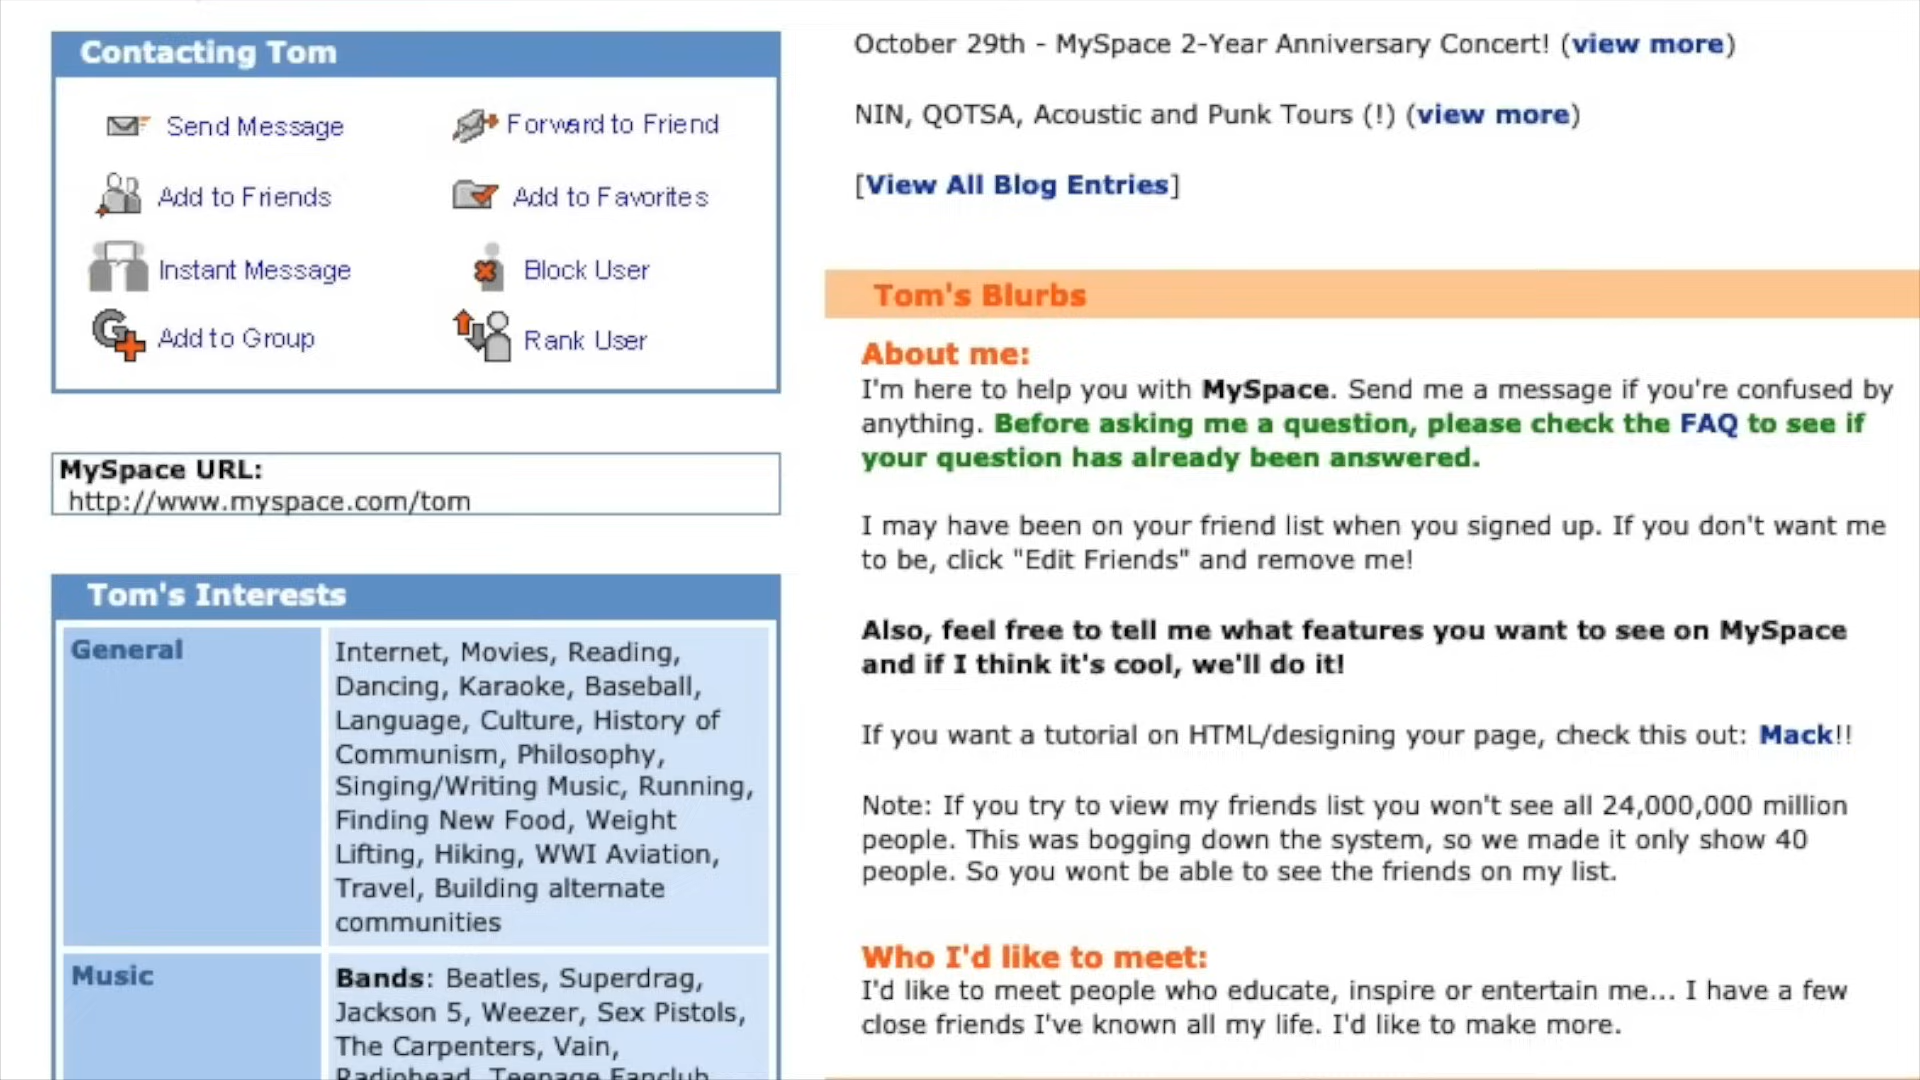 Contacting Tom
Send Message
Forward to Friend
Add to Friends
Add to Favorites
Instant Message
Block User
Add to Group
Rank User
MySpace URL:
http://www.myspace.com/tom
Tom's Interests
General
Internet, Movies, Reading,
Dancing, Karaoke, Baseball,
Language, Culture, History of
Communism, Philosophy,
Singing/Writing Music, Running,
Finding New Food, Weight
Lifting, Hiking, WWI Aviation,
Travel, Building alternate
communities
Music
Bands: Beatles, Superdrag,
Jackson 5, Weezer, Sex Pistols,
The Carpenters, Vain,
Radiohead, Teenage Fanclub,
October 29th - MySpace 2-Year Anniversary Concert! (view more)
NIN, QOTSA, Acoustic and Punk Tours (!) (view more)
[View All Blog Entries]
Tom's Blurbs
About me:
I'm here to help you with MySpace. Send me a message if you're confused by
anything. Before asking me a question, please check the FAQ to see if
your question has already been answered.
I may have been on your friend list when you signed up. If you don't want me
to be, click "Edit Friends" and remove me!
Also, feel free to tell me what features you want to see on MySpace
and if I think it's cool, we'll do it!
If you want a tutorial on HTML/designing your page, check this out: Mack!!
Note: If you try to view my friends list you won't see all 24,000,000 million
people. This was bogging down the system, so we made it only show 40
people. So you wont be able to see the friends on my list.
Who I'd like to meet:
I'd like to meet people who educate, inspire or entertain me... I have a few
close friends I've known all my life. I'd like to make more.